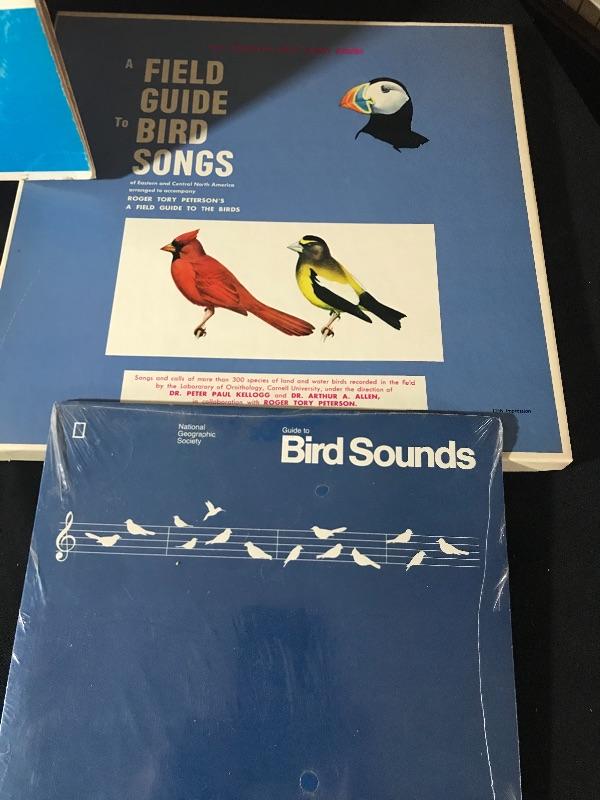 A FIELD
GUIDE
To BIRD
SONGS
of Eastern and Central North America
arranged to accompany
ROGER TORY PETERSON'S
A FIELD GUIDE TO THE BIRDS
Songs and calls of more than 300 species of land and water birds recorded in the field
by the Laboratory of Ornithology, Cornell University, under the direction of
DR. PETER PAUL KELLOGG and DR. ARTHUR A. ALLEN,
in collaboration with ROGER TORY PETERSON.
Impression
National
Geographic
Society
Guide to
Bird Sounds